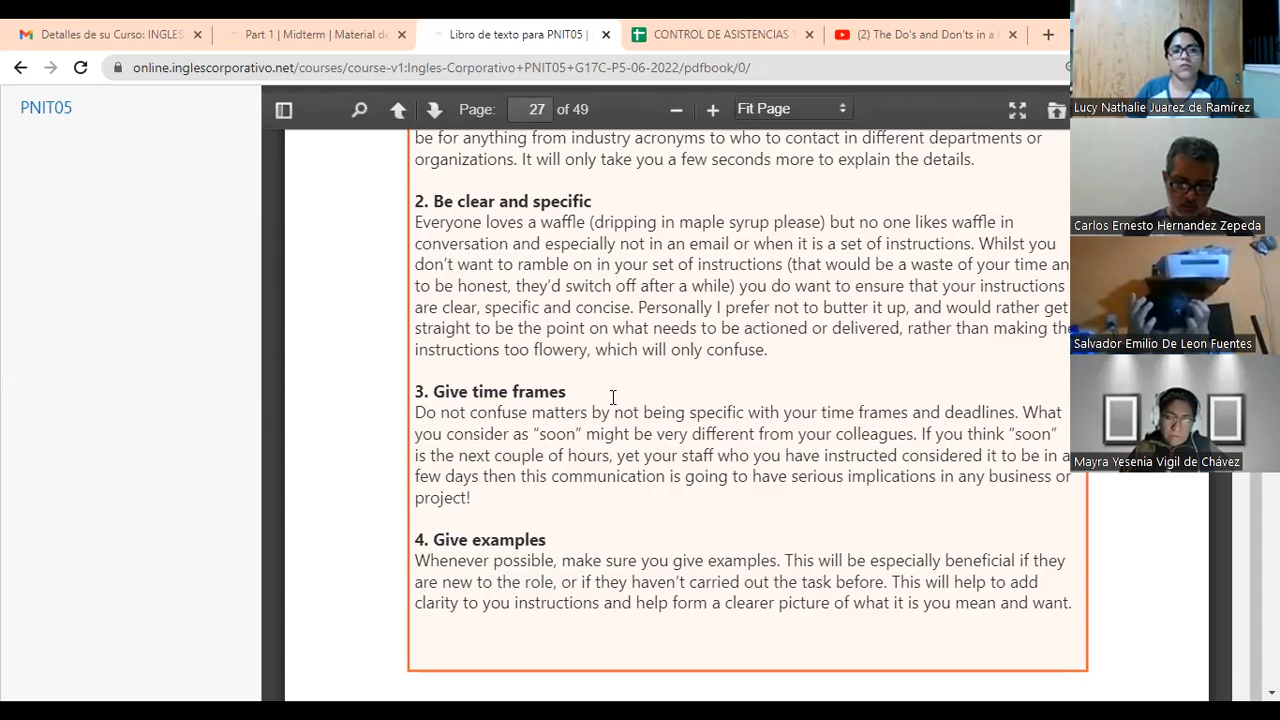 Detalles de su Curso: INGLES
Part 1 | Midterm | Material de
Libro de texto para PNIT05 |
CONTROL DE ASISTENCIAS
(2) The Do's and Don'ts in a
online.inglescorporativo.net/courses/course-v1:Ingles-Corporativo+PNIT05+G17C-P5-06-2022/pdfbook/0/
PNIT05
Page: 27 of 49
Fit Page
be for anything from industry acronyms to who to contact in different departments or
organizations. It will only take you a few seconds more to explain the details.
2. Be clear and specific
Everyone loves a waffle (dripping in maple syrup please) but no one likes waffle in
conversation and especially not in an email or when it is a set of instructions. Whilst you
don't want to ramble on in your set of instructions (that would be a waste of your time an
to be honest, they'd switch off after a while) you do want to ensure that your instructions
are clear, specific and concise. Personally I prefer not to butter it up, and would rather get
straight to be the point on what needs to be actioned or delivered, rather than making the
instructions too flowery, which will only confuse.
3. Give time frames
Do not confuse matters by not being specific with your time frames and deadlines. What
you consider as "soon" might be very different from your colleagues. If you think "soon"
is the next couple of hours, yet your staff who you have instructed considered it to be in a
few days then this communication is going to have serious implications in any business or
project!
4. Give examples
Whenever possible, make sure you give examples. This will be especially beneficial if they
are new to the role, or if they haven't carried out the task before. This will help to add
clarity to you instructions and help form a clearer picture of what it is you mean and want.
Lucy Nathalie Juarez de Ramírez
Carlos Ernesto Hernandez Zepeda
Salvador Emilio De Leon Fuentes
Mayra Yesenia Vigil de Chávez